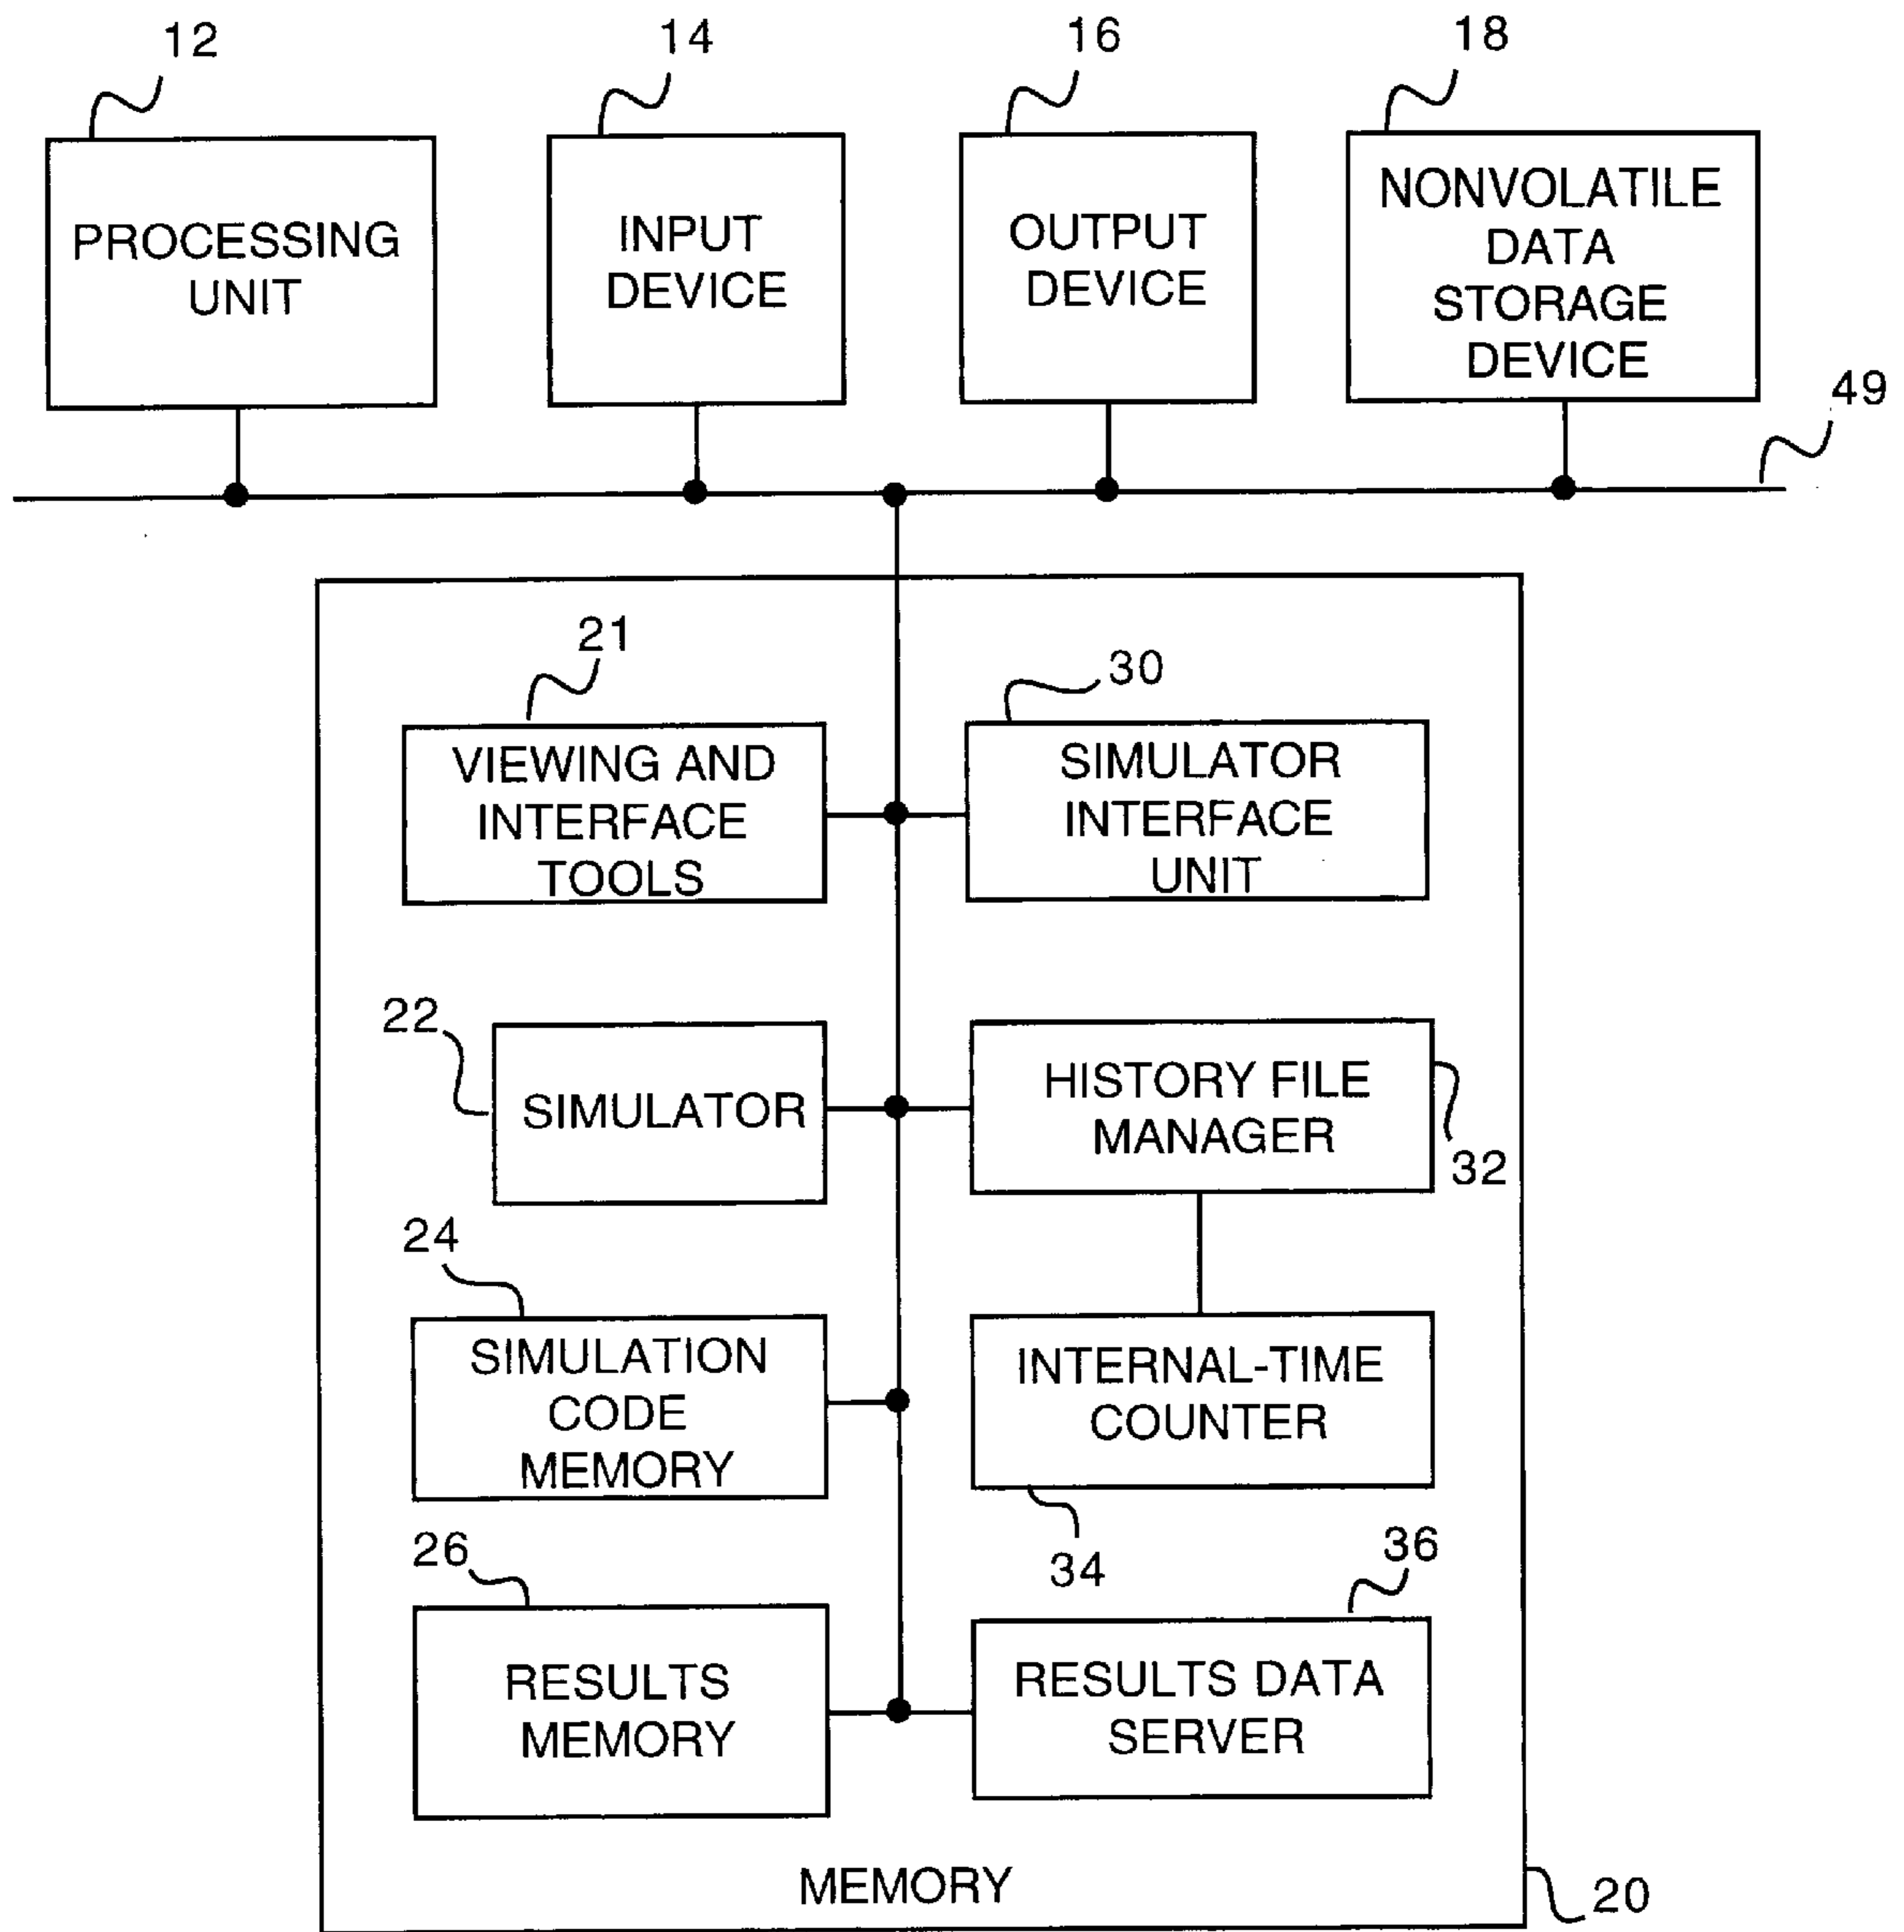 12
14
16
18
PROCESSING
UNIT
INPUT
DEVICE
OUTPUT
DEVICE
NONVOLATILE
DATA
STORAGE
DEVICE
49
21
30
VIEWING AND
INTERFACE
TOOLS
SIMULATOR
INTERFACE
UNIT
22
SIMULATOR
HISTORY FILE
MANAGER
32
24
SIMULATION
CODE
MEMORY
INTERNAL-TIME
COUNTER
34
26
36
RESULTS
MEMORY
RESULTS DATA
SERVER
MEMORY
20